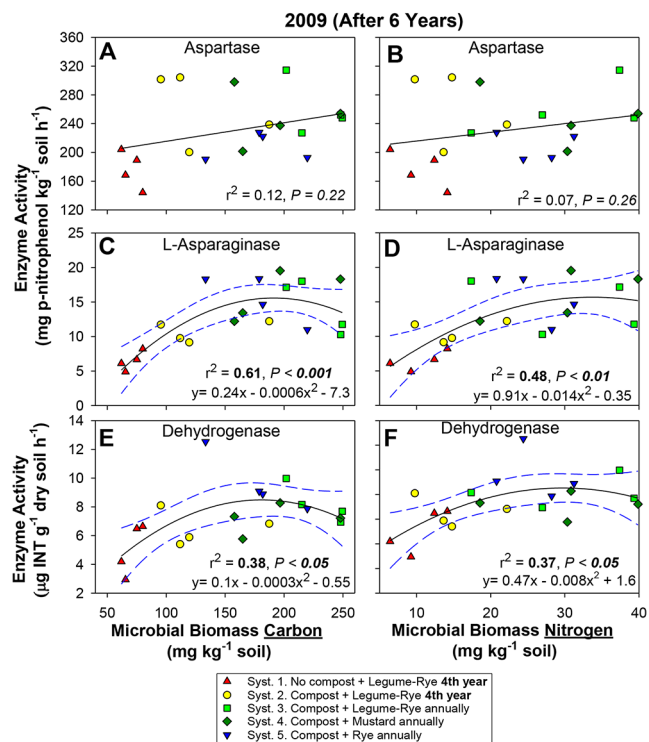 2009 (After 6 Years)
A
Aspartase
B
Aspartase
360
320
280
240
200
160
120
r² = 0.12, P = 0.22
r² = 0.07, P = 0.26
Enzyme Activity
(mg p-nitrophenol kg⁻¹ soil h⁻¹)
C
L-Asparaginase
D
L-Asparaginase
25
20
15
10
5
0
r² = 0.61, P < 0.001
y= 0.24x - 0.0006x² - 7.3
r² = 0.48, P < 0.01
y= 0.91x - 0.014x² - 0.35
E
Dehydrogenase
F
Dehydrogenase
14
12
10
8
6
4
2
Enzyme Activity
(µg INT g⁻¹ dry soil h⁻¹)
r² = 0.38, P < 0.05
y= 0.1x - 0.0003x² - 0.55
r² = 0.37, P < 0.05
y= 0.47x - 0.008x² + 1.6
50 100 150 200 250
10 20 30 40
Microbial Biomass Carbon
(mg kg⁻¹ soil)
Microbial Biomass Nitrogen
(mg kg⁻¹ soil)
Syst. 1. No compost + Legume-Rye 4th year
Syst. 2. Compost + Legume-Rye 4th year
Syst. 3. Compost + Legume-Rye annually
Syst. 4. Compost + Mustard annually
Syst. 5. Compost + Rye annually